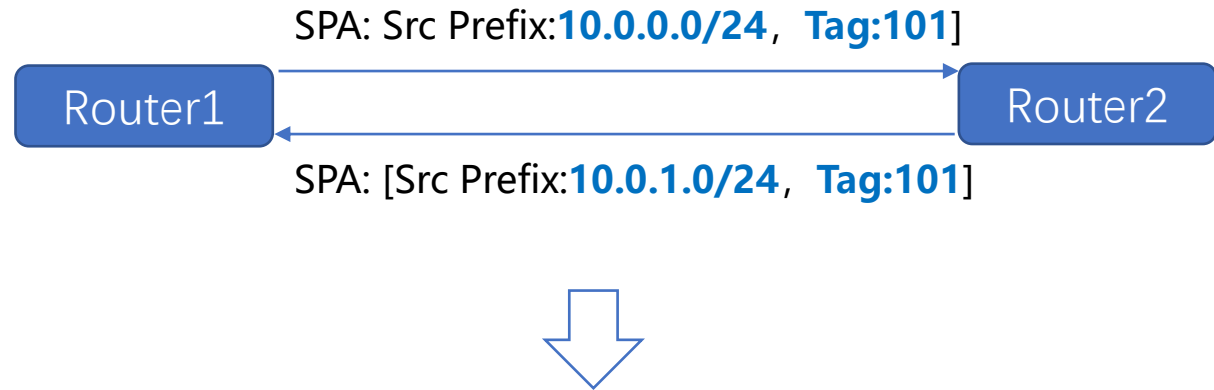 SPA: Src Prefix:10.0.0.0/24，Tag:101]
Router1
Router2
SPA: [Src Prefix:10.0.1.0/24，Tag:101]